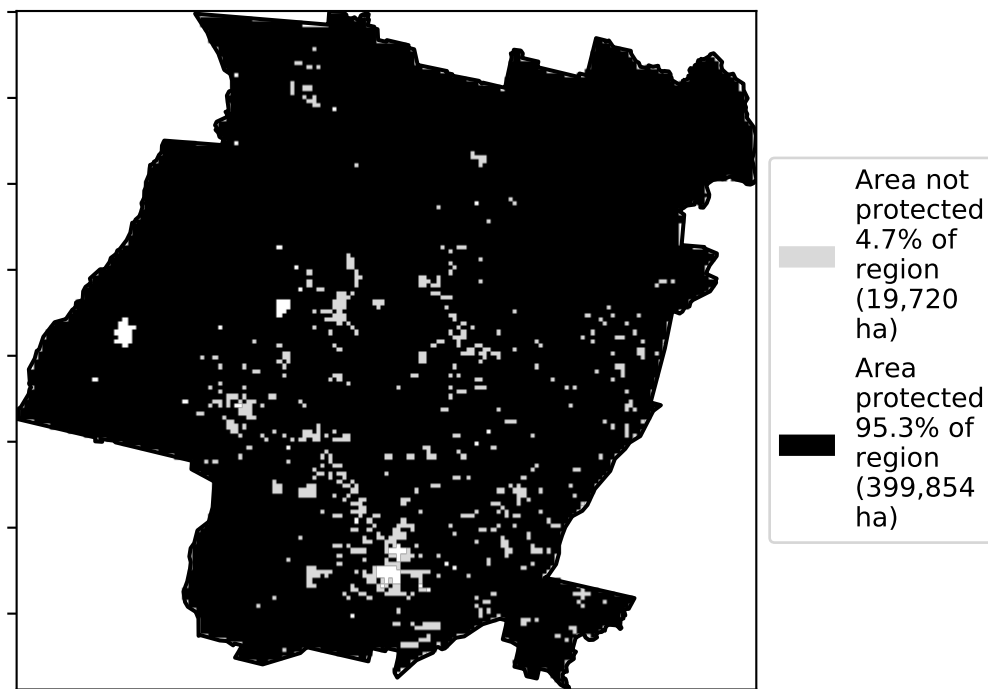 Area not
protected
4.7% of
region
(19,720
ha)
Area
protected
95.3% of
region
(399,854
ha)